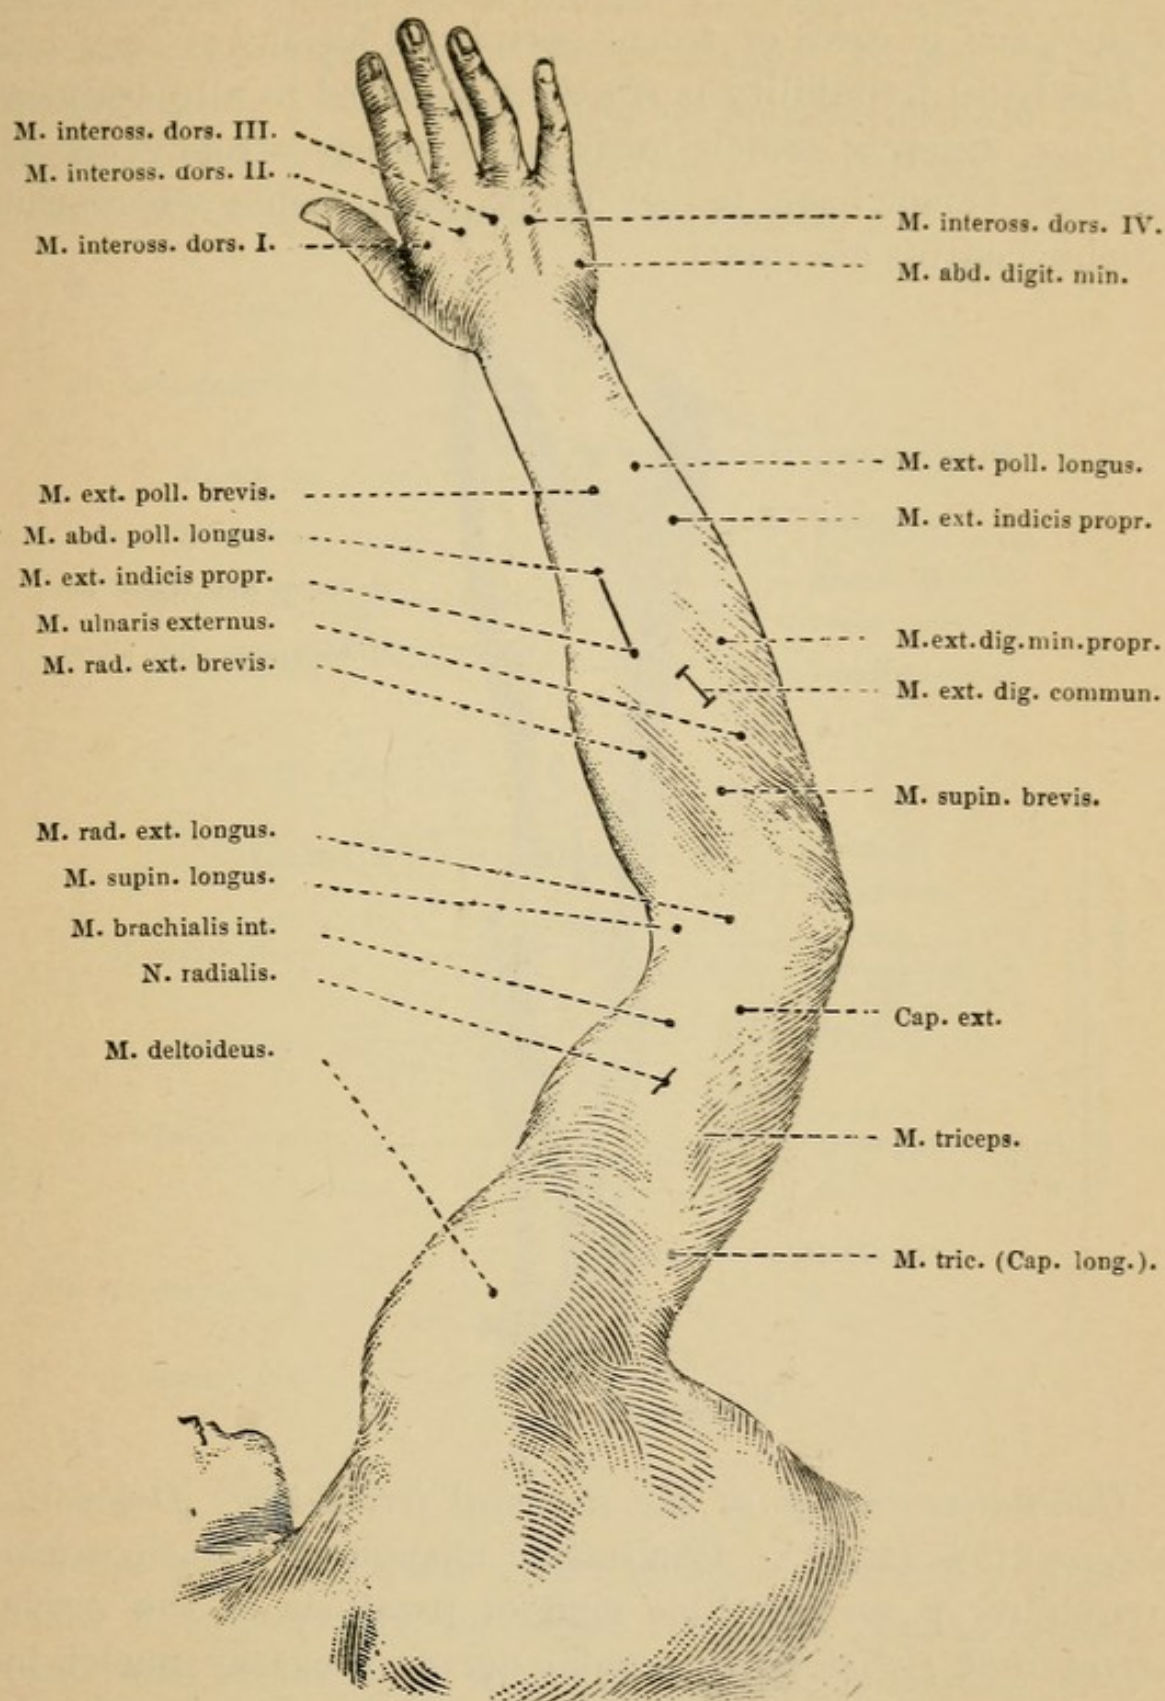 M. inteross. dors. III.
M. inteross. dors. II.
M. inteross. dors. I.
M. ext. poll. brevis.
M. abd. poll. longus.
M. ext. indicis propr.
M. ulnaris externus.
M. rad. ext. brevis.
M. rad. ext. longus.
M. supin. longus.
M. brachialis int.
N. radialis.
M. deltoideus.
M. inteross. dors. IV.
M. abd. digit. min.
M. ext. poll. longus.
M. ext. indicis propr.
M.ext.dig.min.propr.
M. ext. dig. commun.
M. supin. brevis.
Cap. ext.
M. triceps.
M. tric. (Cap. long.).